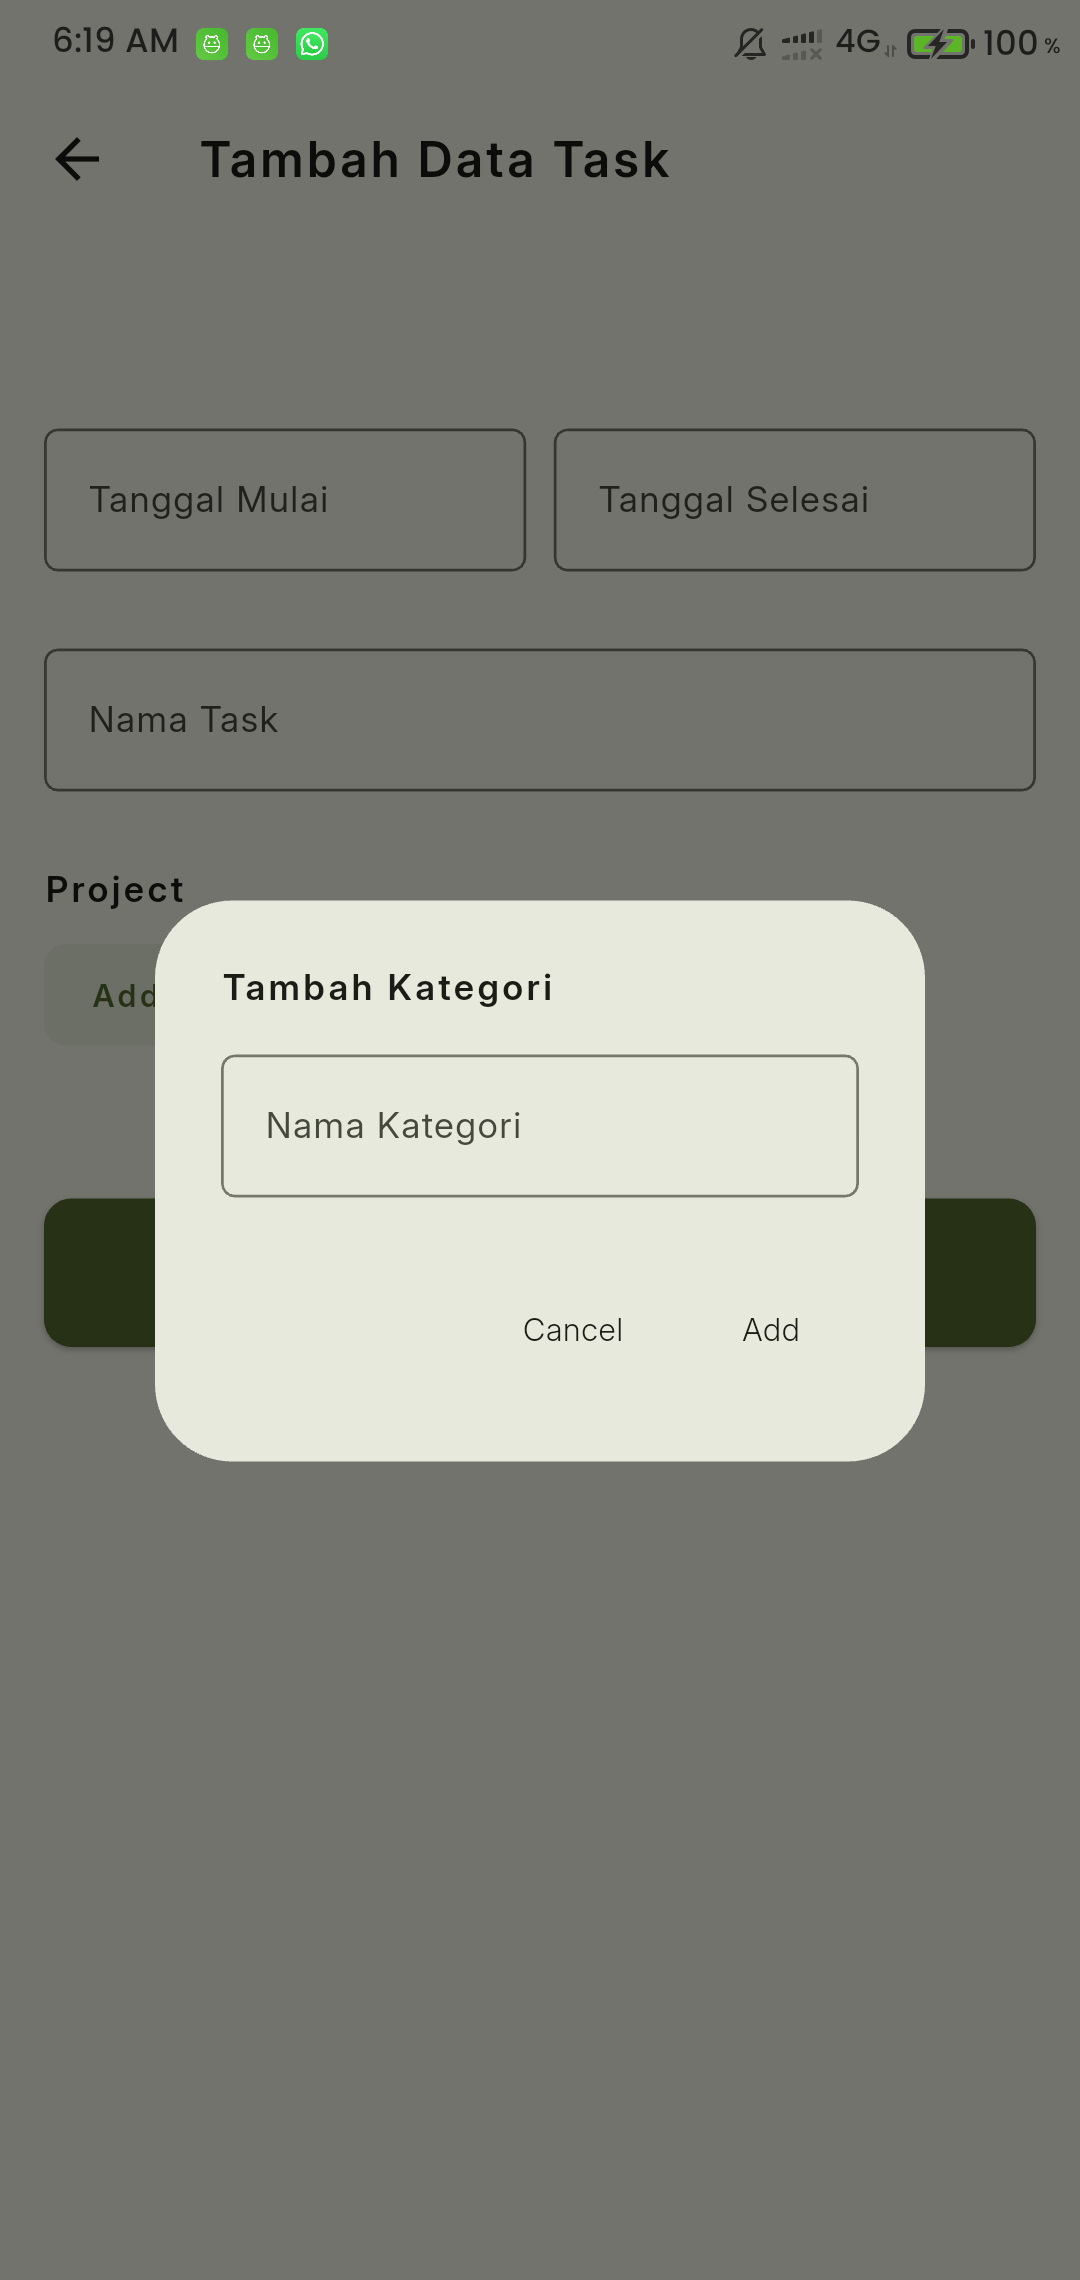 6:19 AM 4G 100 %
Tambah Data Task
Tanggal Mulai Tanggal Selesai
Nama Task
Project
Add
Tambah Kategori
Nama Kategori
Cancel Add